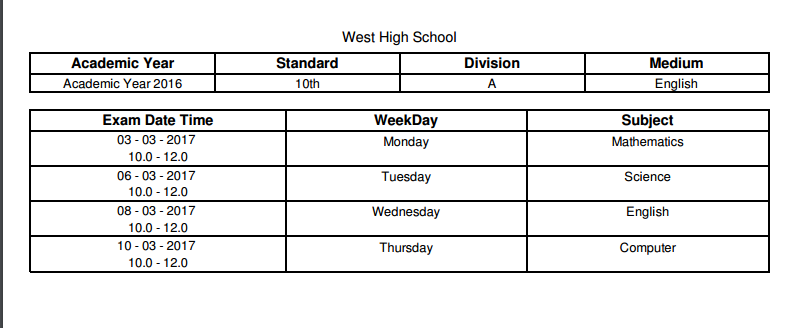 West High School
Academic Year Standard Division Medium
Academic Year 2016 10th A English
Exam Date Time WeekDay Subject
03 - 03 - 2017 Monday Mathematics
10.0 - 12.0
06 - 03 - 2017 Tuesday Science
10.0 - 12.0
08 - 03 - 2017 Wednesday English
10.0 - 12.0
10 - 03 - 2017 Thursday Computer
10.0 - 12.0